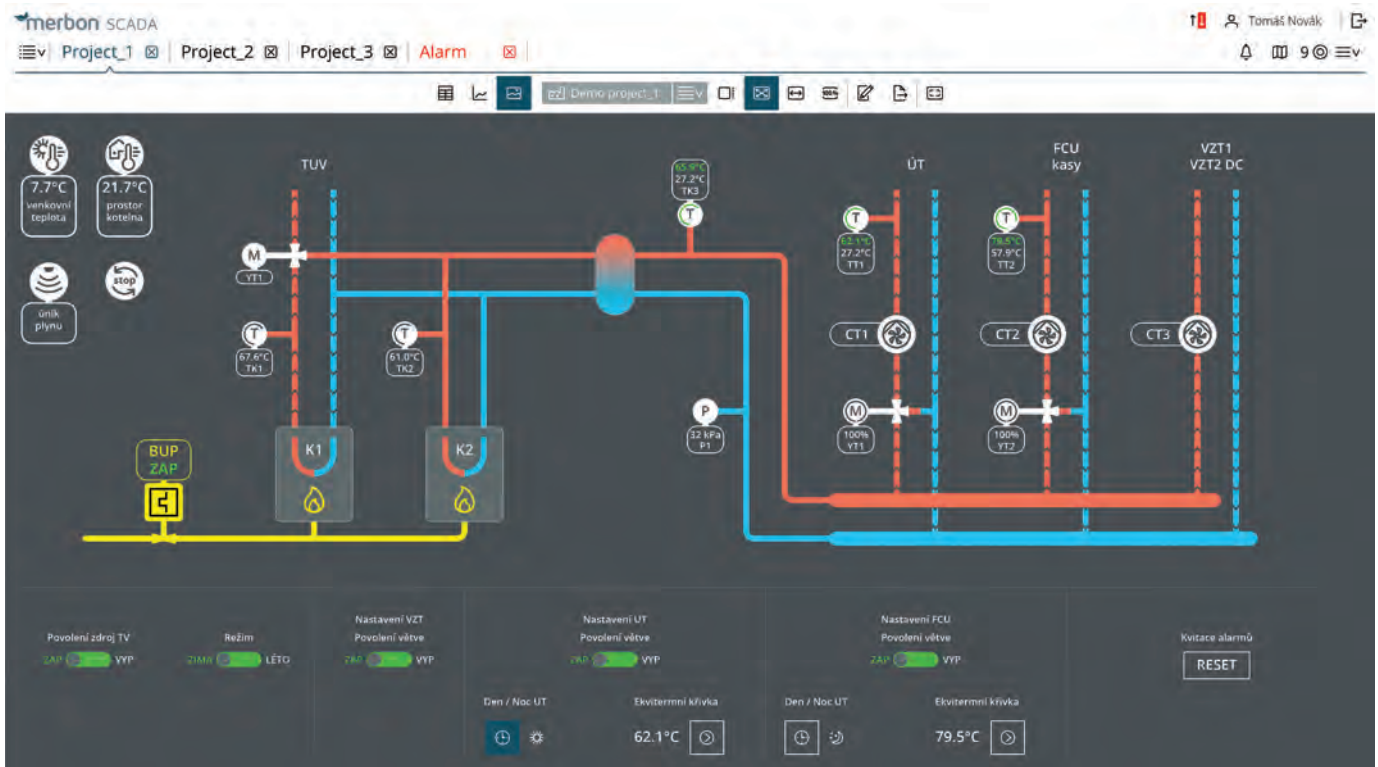 merbon SCADA
Tomáš Novák
Project_1
Project_2
Project_3
Alarm
9
Demo project_1
100%
7.7°C
venkovní
teplota
21.7°C
prostor
kotelna
únik
plynu
stop
TUV
M
YT1
T
67.6°C
TK1
T
61.0°C
TK2
65.9°C
27.2°C
TK3
T
P
32 kPa
P1
ÚT
T
62.1°C
27.2°C
TT1
CT1
M
100%
YT1
FCU
kasy
T
79.5°C
57.9°C
TT2
CT2
M
100%
YT2
VZT1
VZT2 DC
CT3
K1
K2
BUP
ZAP
Povolení zdroj TV
ZAP VYP
Režim
ZIMA LÉTO
Nastavení VZT
Povolení větve
ZAP VYP
Nastavení UT
Povolení větve
ZAP VYP
Den / Noc UT
Ekvitermní křivka
62.1°C
Nastavení FCU
Povolení větve
ZAP VYP
Den / Noc UT
Ekvitermní křivka
79.5°C
Kvitace alarmů
RESET